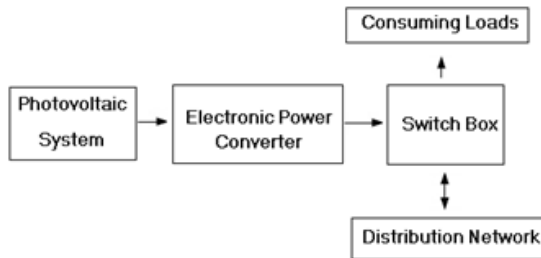 Consuming Loads
Photovoltaic
System
Electronic Power
Converter
Switch Box
Distribution Network